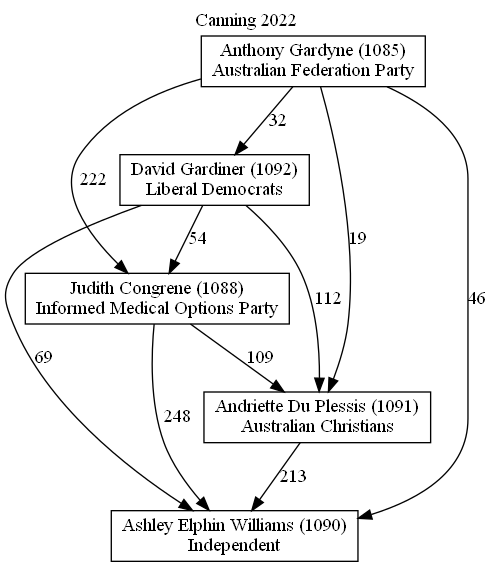 Canning 2022
Anthony Gardyne (1085)
Australian Federation Party
32
David Gardiner (1092)
Liberal Democrats
222
54
19
Judith Congrene (1088)
Informed Medical Options Party
112
46
69
109
Andriette Du Plessis (1091)
Australian Christians
248
213
Ashley Elphin Williams (1090)
Independent